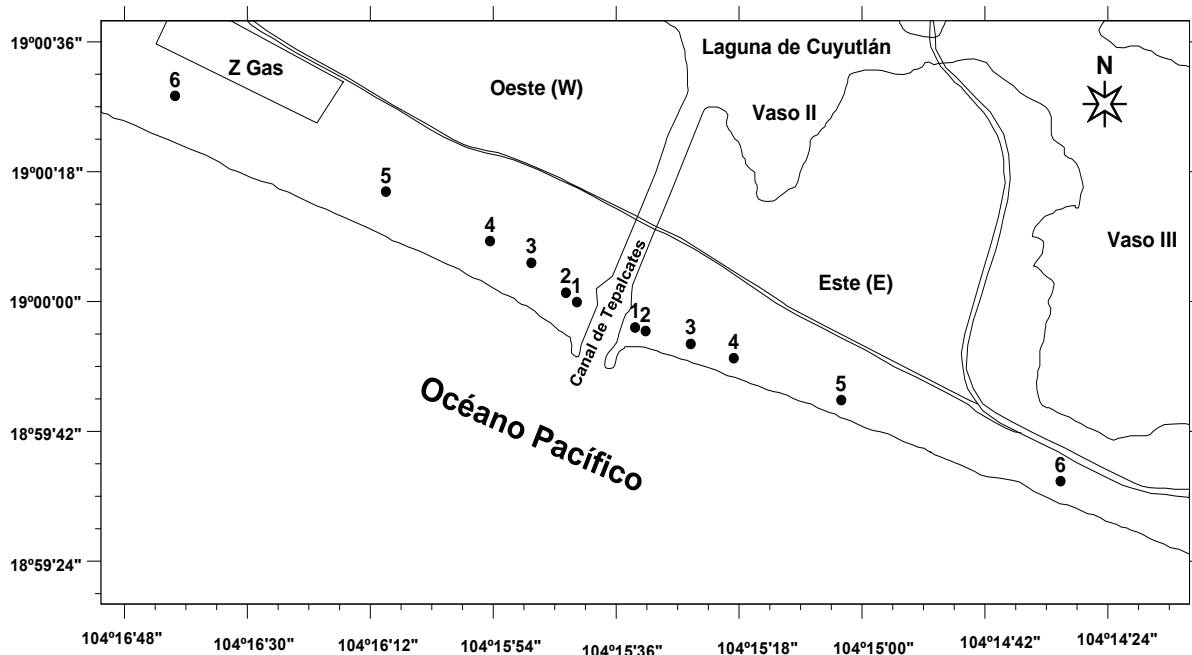 19º00'36"
19º00'18"
19º00'00"
18º59'42"
18º59'24"
Laguna de Cuyutlán
Z Gas
Oeste (W)
N
Vaso II
6
5
Vaso III
4
3
Este (E)
2
1
Canal de Tepalcates
1
2
3
4
5
Océano Pacífico
6
104º16'48"
104º16'30"
104º16'12"
104º15'54"
104º15'36"
104º15'18"
104º15'00"
104º14'42"
104º14'24"